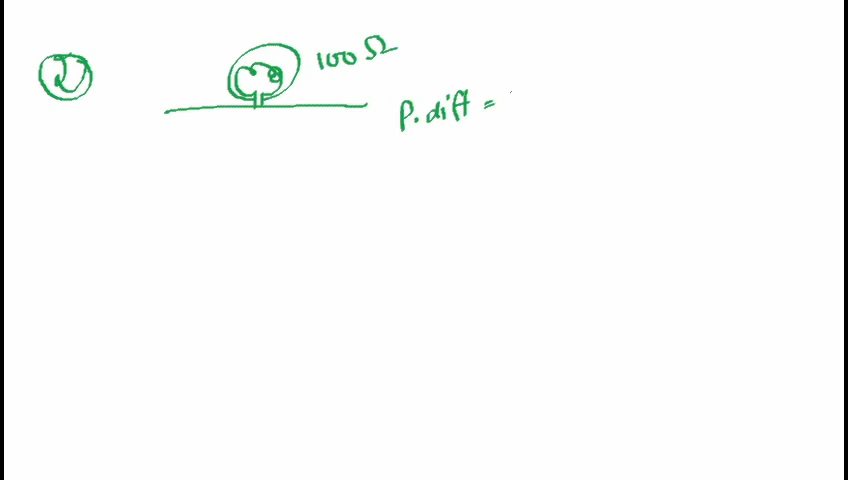 100 Ω
P. diff =